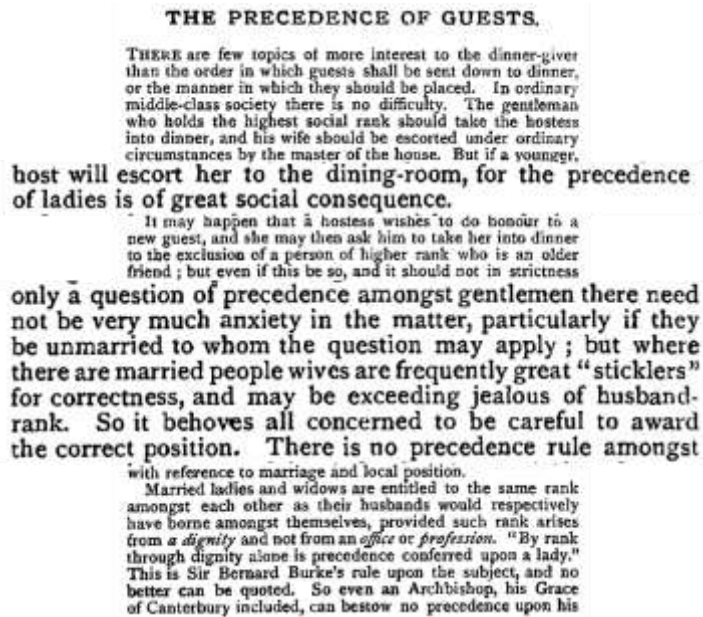 THE PRECEDENCE OF GUESTS.
THERE are few topics of more interest to the dinner-giver
than the order in which guests shall be sent down to dinner,
or the manner in which they should be placed. In ordinary
middle-class society there is no difficulty. The gentleman
who holds the highest social rank should take the hostess
into dinner, and his wife should be escorted under ordinary
circumstances by the master of the house. But if a younger,
host will escort her to the dining-room, for the precedence
of ladies is of great social consequence.
It may happen that a hostess wishes to do honour to a
new guest, and she may then ask him to take her into dinner
to the exclusion of a person of higher rank who is an older
friend ; but even if this be so, and it should not in strictness
only a question of precedence amongst gentlemen there need
not be very much anxiety in the matter, particularly if they
be unmarried to whom the question may apply ; but where
there are married people wives are frequently great “sticklers”
for correctness, and may be exceeding jealous of husband-
rank. So it behoves all concerned to be careful to award
the correct position. There is no precedence rule amongst
with reference to marriage and local position.
Married ladies and widows are entitled to the same rank
amongst each other as their husbands would respectively
have borne amongst themselves, provided such rank arises
from a dignity and not from an office or profession. “By rank
through dignity alone is precedence conferred upon a lady.”
This is Sir Bernard Burke's rule upon the subject, and no
better can be quoted. So even an Archbishop, his Grace
of Canterbury included, can bestow no precedence upon his